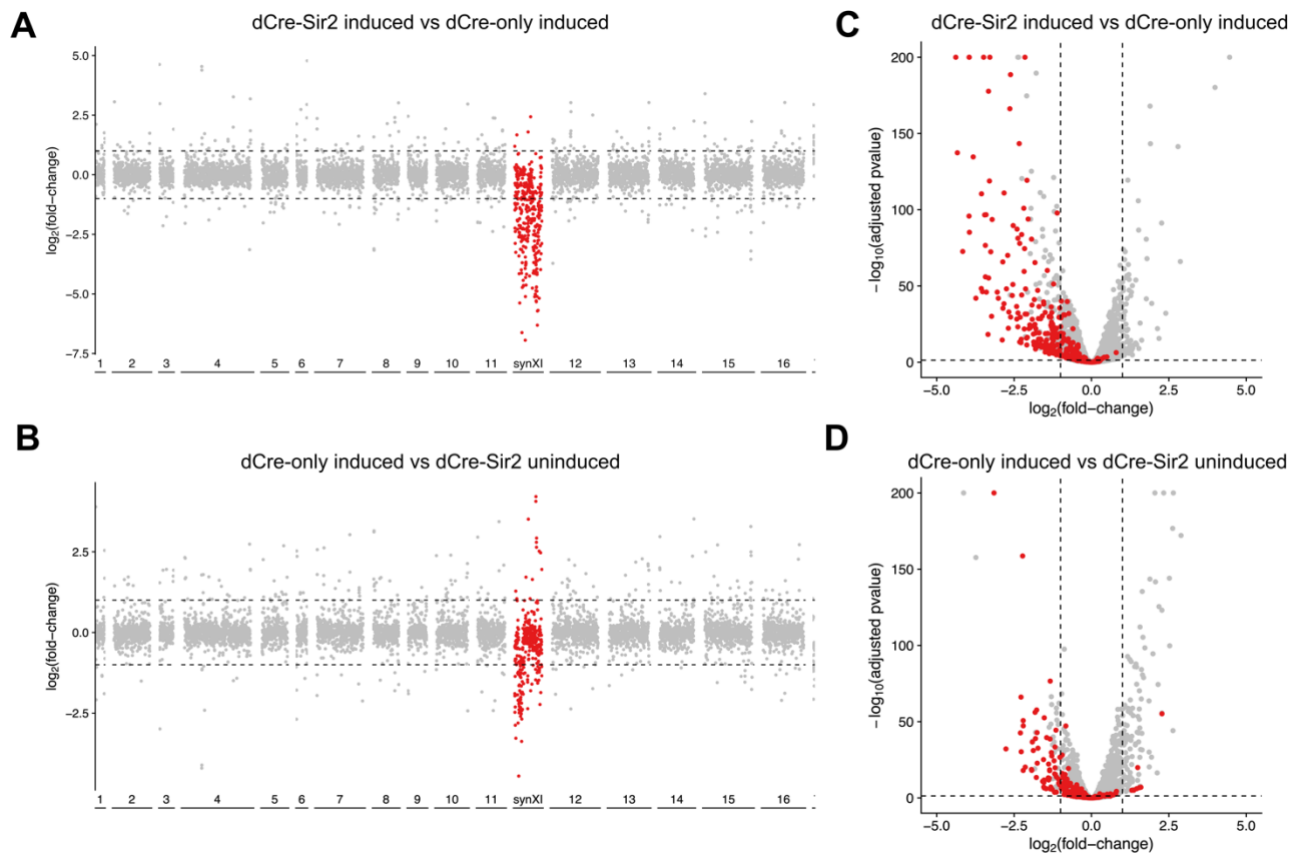 A
dCre-Sir2 induced vs dCre-only induced
5.0
2.5
0.0
−2.5
−5.0
−7.5
log2(fold−change)
1 2 3 4 5 6 7 8 9 10 11 synXI 12 13 14 15 16
B
dCre-only induced vs dCre-Sir2 uninduced
2.5
0.0
−2.5
log2(fold−change)
1 2 3 4 5 6 7 8 9 10 11 synXI 12 13 14 15 16
C
dCre-Sir2 induced vs dCre-only induced
200
150
100
50
0
−log10(adjusted pvalue)
−5.0 −2.5 0.0 2.5 5.0
log2(fold−change)
D
dCre-only induced vs dCre-Sir2 uninduced
200
150
100
50
0
−log10(adjusted pvalue)
−5.0 −2.5 0.0 2.5 5.0
log2(fold−change)